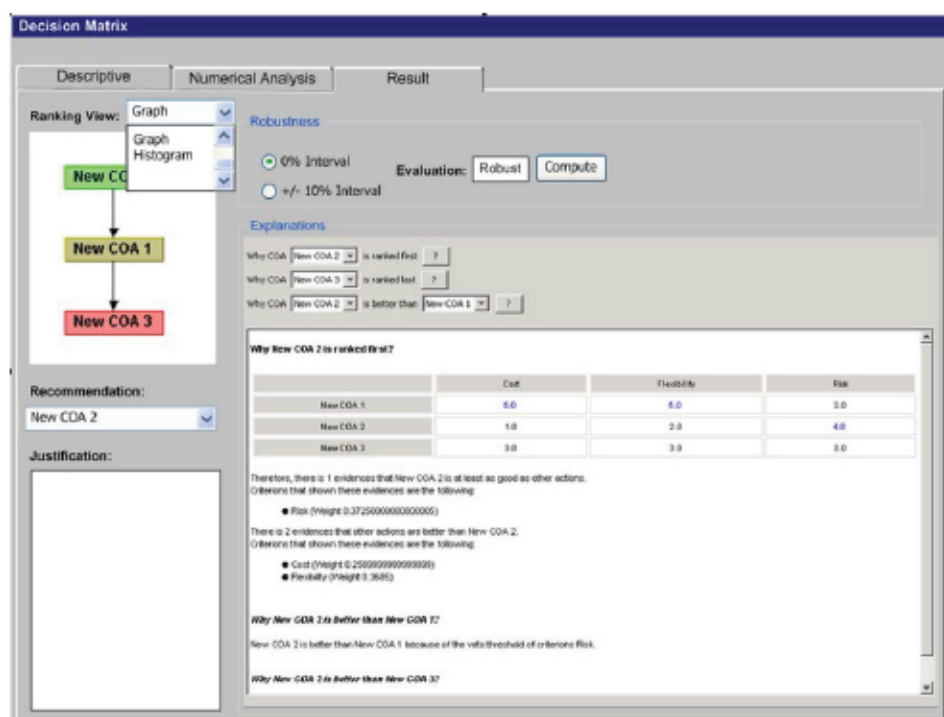 Decision Matrix
Descriptive
Numerical Analysis
Result
Ranking View:
Graph
Graph
Histogram
New CO
New COA 1
New COA 3
Recommendation:
New COA 2
Justification:
Robustness
0% Interval
+/- 10% Interval
Evaluation: Robust Compute
Explanations
Why COA New COA 2 is ranked first ?
Why COA New COA 3 is ranked last ?
Why COA New COA 2 is better than New COA 1 ?
Why New COA 2 is ranked first?
Cost Flexibility Risk
New COA 1 5.0 5.0
New COA 2 1.0 2.0 4.0
New COA 3 3.0 3.0 3.0
Therefore, there is 1 evidences that New COA 2 is at least as good as other actions.
Criterions that shown these evidences are the following:
Risk (Weight 0.37250000000000005)
There is 2 evidences that other actions are better than New COA 2.
Criterions that shown these evidences are the following:
Cost (Weight
Flexibility (Weight 0.3685)
Why New COA 2 is better than New COA 1?
New COA 2 is better than New COA 1 because of the veto threshold of criterions Risk.
Why New COA 2 is better than New COA 3?